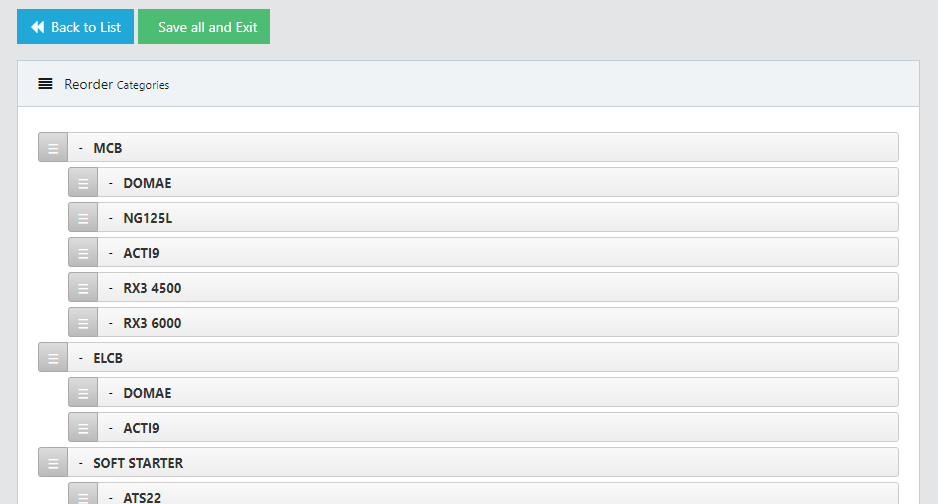 Back to List Save all and Exit
Reorder Categories
- MCB
- DOMAE
- NG125L
- ACTI9
- RX3 4500
- RX3 6000
- ELCB
- DOMAE
- ACTI9
- SOFT STARTER
- ATS22